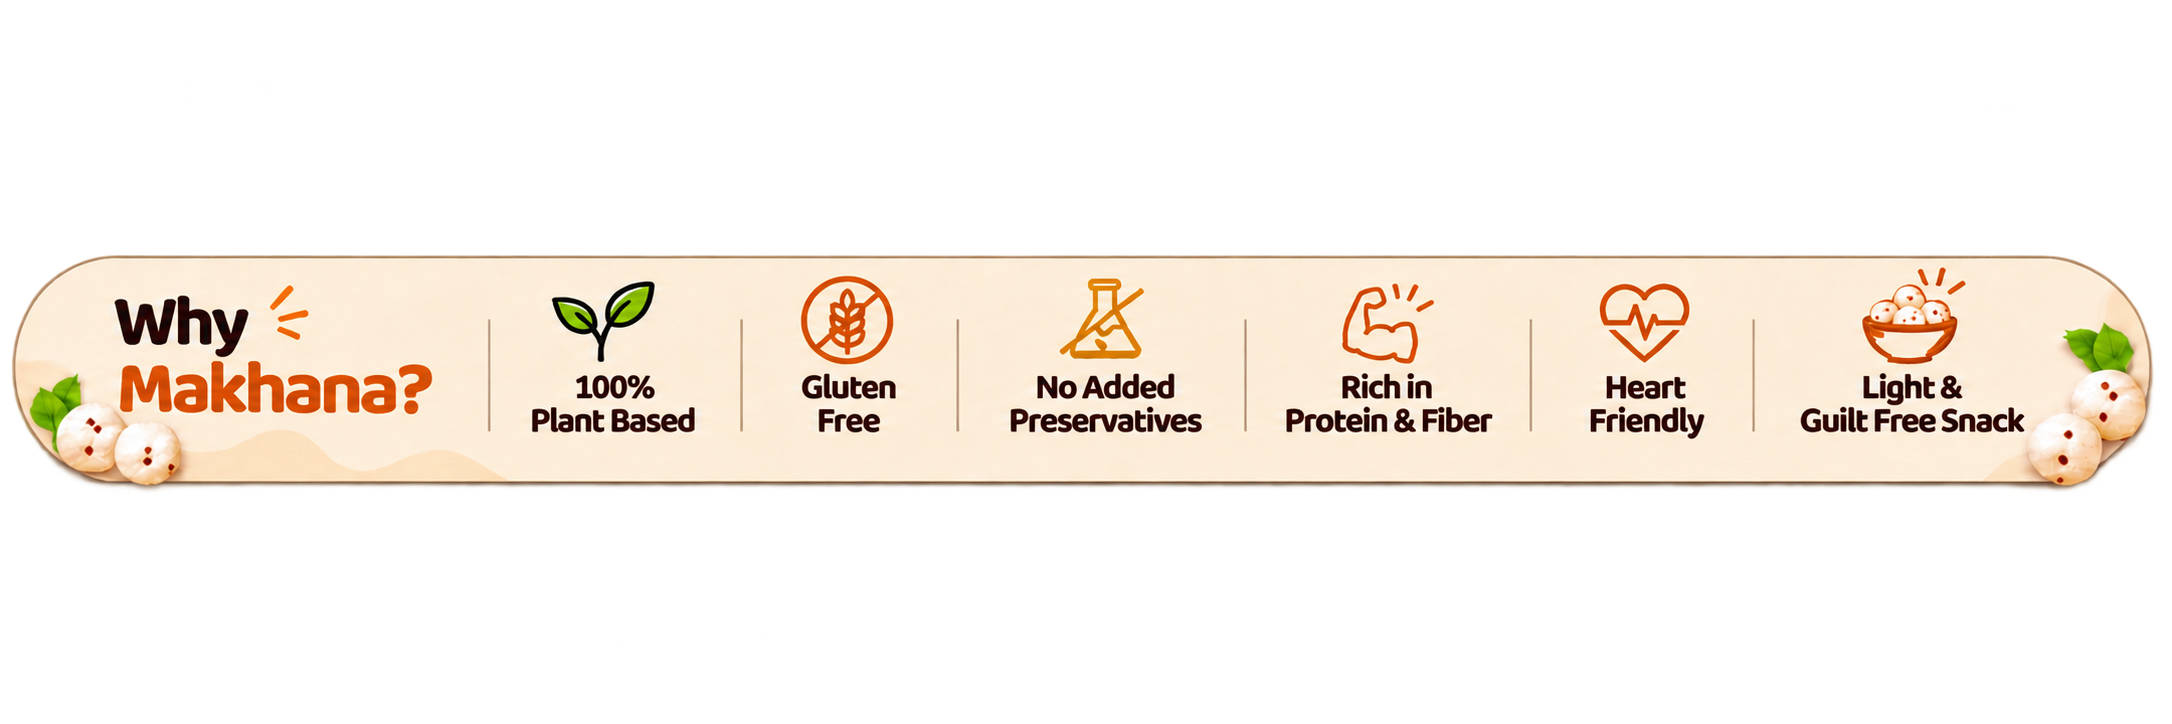 Why
Makhana?
100%
Plant Based
Gluten
Free
No Added
Preservatives
Rich in
Protein & Fiber
Heart
Friendly
Light &
Guilt Free Snack